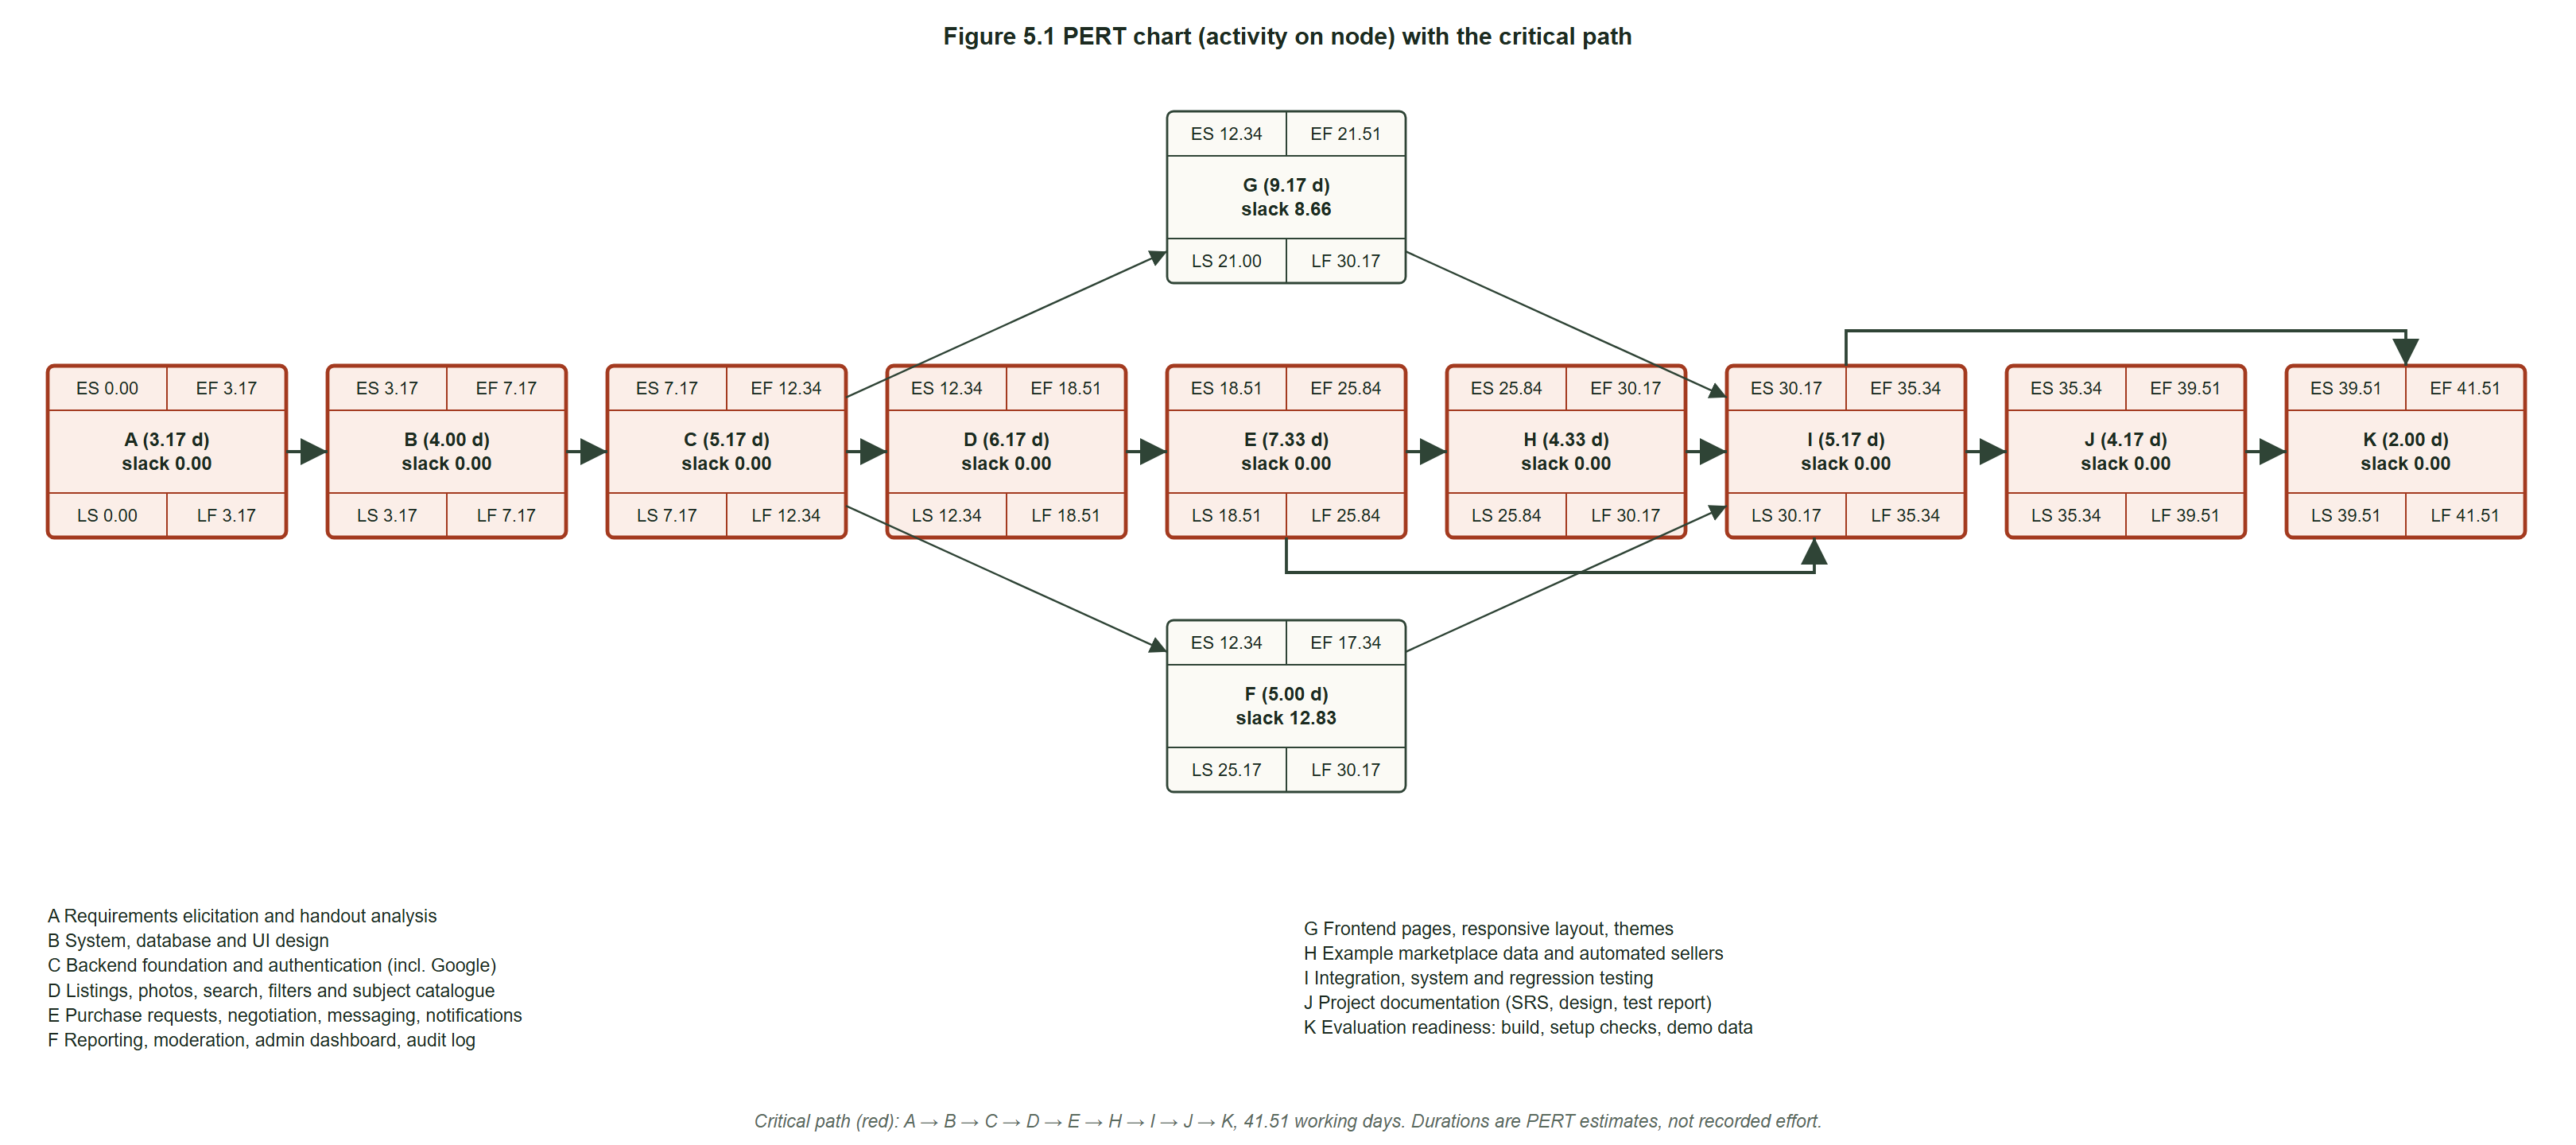 Figure 5.1 PERT chart (activity on node) with the critical path
ES 12.34 EF 21.51
G (9.17 d)
slack 8.66
LS 21.00 LF 30.17
ES 0.00 EF 3.17
A (3.17 d)
slack 0.00
LS 0.00 LF 3.17
ES 3.17 EF 7.17
B (4.00 d)
slack 0.00
LS 3.17 LF 7.17
ES 7.17 EF 12.34
C (5.17 d)
slack 0.00
LS 7.17 LF 12.34
ES 12.34 EF 18.51
D (6.17 d)
slack 0.00
LS 12.34 LF 18.51
ES 18.51 EF 25.84
E (7.33 d)
slack 0.00
LS 18.51 LF 25.84
ES 25.84 EF 30.17
H (4.33 d)
slack 0.00
LS 25.84 LF 30.17
ES 30.17 EF 35.34
I (5.17 d)
slack 0.00
LS 30.17 LF 35.34
ES 35.34 EF 39.51
J (4.17 d)
slack 0.00
LS 35.34 LF 39.51
ES 39.51 EF 41.51
K (2.00 d)
slack 0.00
LS 39.51 LF 41.51
ES 12.34 EF 17.34
F (5.00 d)
slack 12.83
LS 25.17 LF 30.17
A Requirements elicitation and handout analysis
B System, database and UI design
C Backend foundation and authentication (incl. Google)
D Listings, photos, search, filters and subject catalogue
E Purchase requests, negotiation, messaging, notifications
F Reporting, moderation, admin dashboard, audit log
G Frontend pages, responsive layout, themes
H Example marketplace data and automated sellers
I Integration, system and regression testing
J Project documentation (SRS, design, test report)
K Evaluation readiness: build, setup checks, demo data
Critical path (red): A → B → C → D → E → H → I → J → K, 41.51 working days. Durations are PERT estimates, not recorded effort.